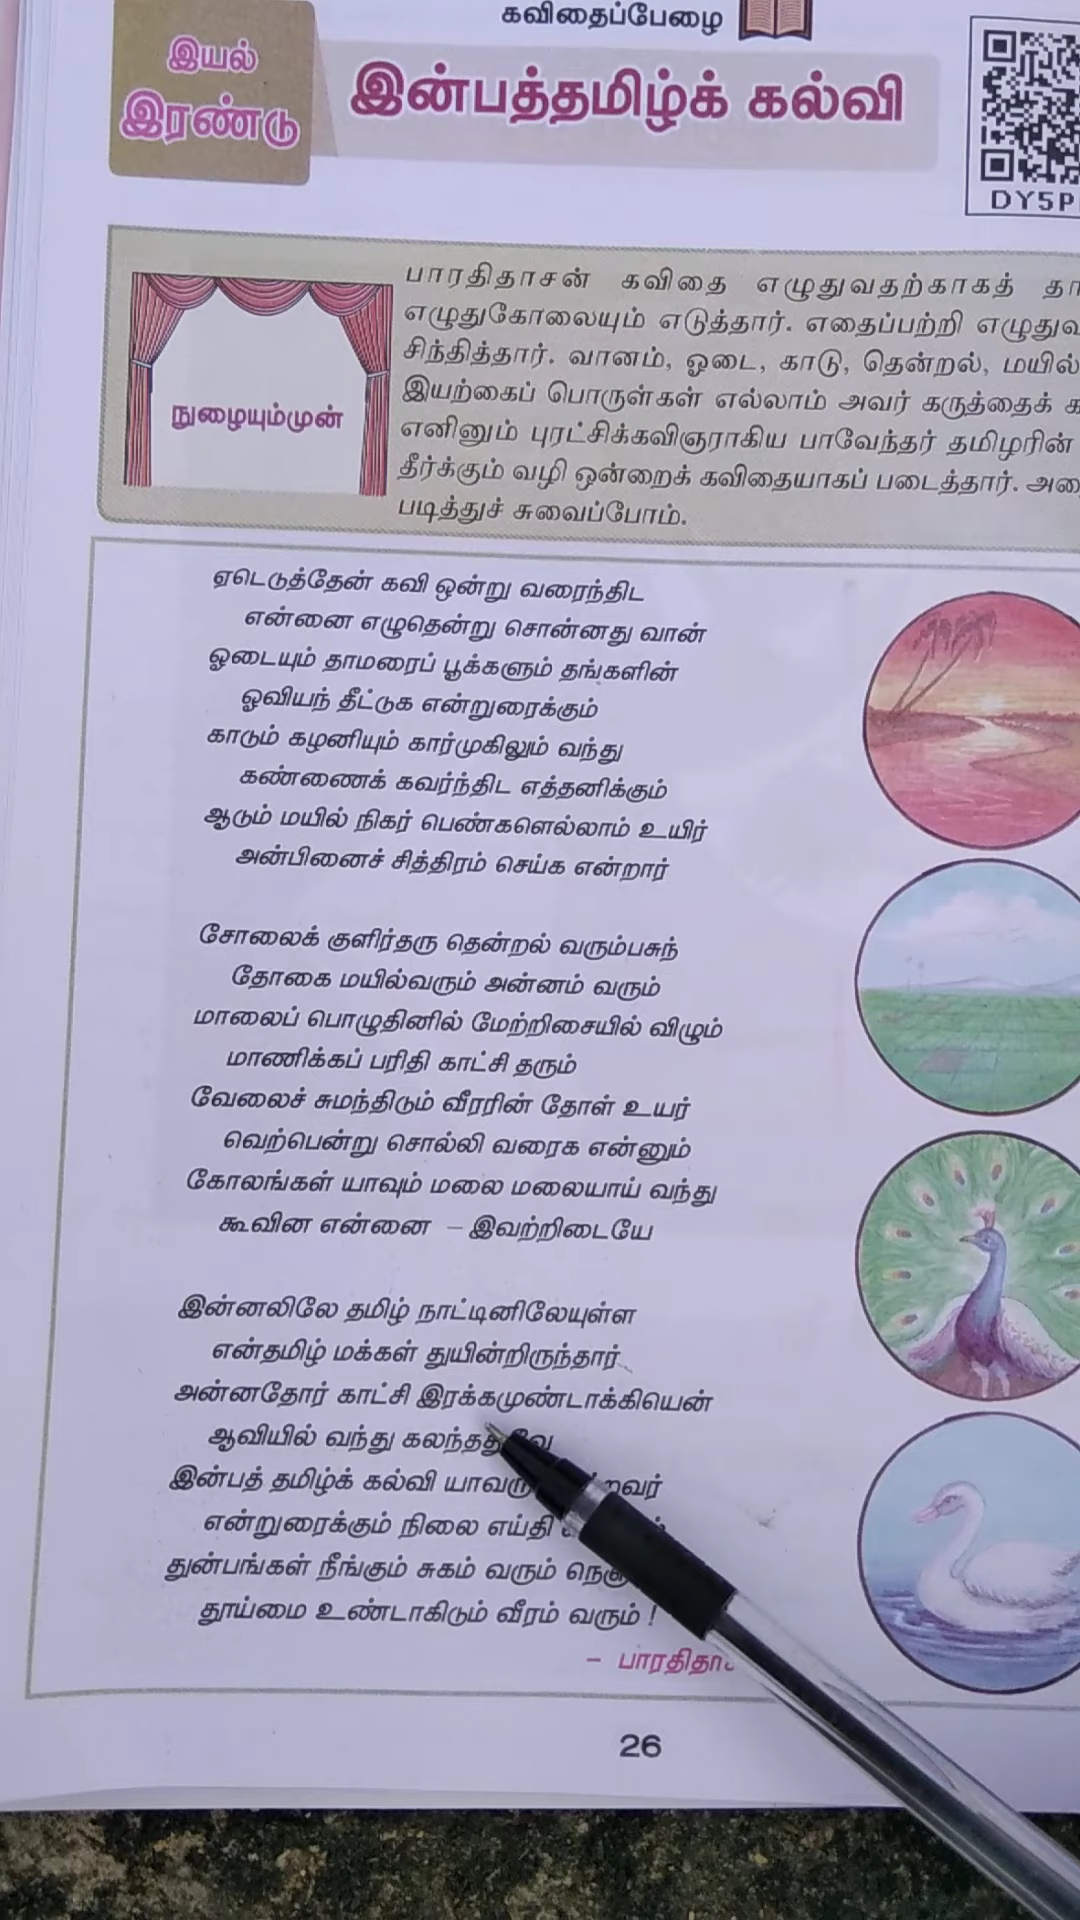 கவிதைப்பேழை
இயல்
இரண்டு
இன்பத்தமிழ்க் கல்வி
நுழையும்முன்
பாரதிதாசன் கவிதை எழுதுவதற்காகத்
எழுதுகோலையும் எடுத்தார். எதைப்பற்றி
சிந்தித்தார். வானம், ஓடை, காடு, தென்றல், மயில்
இயற்கைப் பொருள்கள் எல்லாம் அவர் கருத்தைக்
எனினும் புரட்சிக்கவிஞராகிய பாவேந்தர் தமிழரின்
தீர்க்கும் வழி ஒன்றைக் கவிதையாகப் படைத்தார்.
படித்துச் சுவைப்போம்.
ஏடெடுத்தேன் கவி ஒன்று வரைந்திட
என்னை எழுதென்று சொன்னது வான்
ஓடையும் தாமரைப் பூக்களும் தங்களின்
ஓவியந் தீட்டுக என்றுரைக்கும்
காடும் கழனியும் கார்முகிலும் வந்து
கண்ணைக் கவர்ந்திட எத்தனிக்கும்
ஆடும் மயில் நிகர் பெண்களெல்லாம் உயிர்
அன்பினைச் சித்திரம் செய்க என்றார்
சோலைக் குளிர்தரு தென்றல் வரும்பசுந்
தோகை மயில்வரும் அன்னம் வரும்
மாலைப் பொழுதினில் மேற்றிசையில் விழும்
மாணிக்கப் பரிதி காட்சி தரும்
வேலைச் சுமந்திடும் வீரரின் தோள் உயர்
வெற்பென்று சொல்லி வரைக என்னும்
கோலங்கள் யாவும் மலை மலையாய் வந்து
கூவின என்னை – இவற்றிடையே
இன்னலிலே தமிழ் நாட்டினிலேயுள்ள
என்தமிழ் மக்கள் துயின்றிருந்தார்
அன்னதோர் காட்சி இரக்கமுண்டாக்கியென்
ஆவியில் வந்து
இன்பத் தமிழ்க் கல்வி
என்றுரைக்கும் நிலை எய்தி
துன்பங்கள் நீங்கும் சுகம் வரும்
தூய்மை உண்டாகிடும் வீரம் வரும் !
–
26